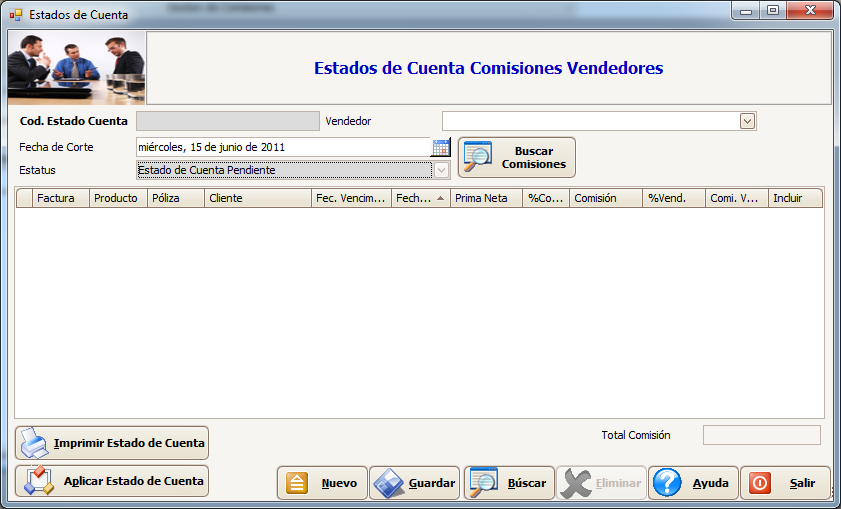 Estados de Cuenta
Estados de Cuenta Comisiones Vendedores
Cod. Estado Cuenta Vendedor
Fecha de Corte miércoles, 15 de junio de 2011 Buscar Comisiones
Estatus Estado de Cuenta Pendiente
Factura Producto Póliza Cliente Fec. Vencim... Fech... Prima Neta %Co... Comisión %Vend. Comi. V... Incluir
Imprimir Estado de Cuenta Total Comisión
Aplicar Estado de Cuenta Nuevo Guardar Búscar Eliminar Ayuda Salir